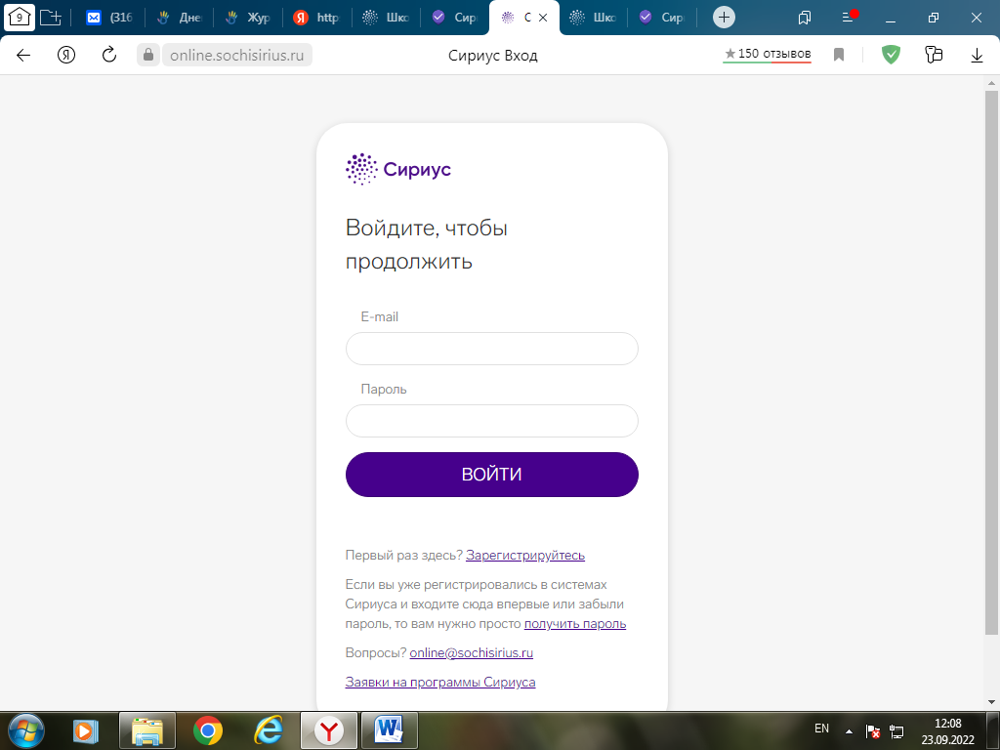 9
(316
Дне
Жур
http
Шко
Сири
С
Шко
Сири
online.sochisirius.ru
Сириус Вход
150 отзывов
Сириус
Войдите, чтобы
продолжить
E-mail
Пароль
ВОЙТИ
Первый раз здесь? Зарегистрируйтесь
Если вы уже регистрировались в системах
Сириуса и входите сюда впервые или забыли
пароль, то вам нужно просто получить пароль
Вопросы? online@sochisirius.ru
Заявки на программы Сириуса
EN
12:08
23.09.2022